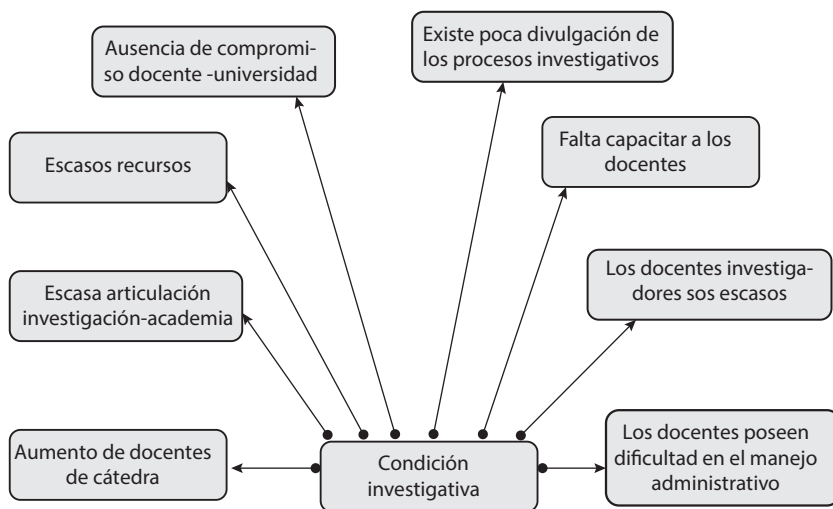 Ausencia de compromi-
so docente -universidad
Existe poca divulgación de
los procesos investigativos
Escasos recursos
Falta capacitar a los
docentes
Escasa articulación
investigación-academia
Los docentes investiga-
dores sos escasos
Aumento de docentes
de cátedra
Condición
investigativa
Los docentes poseen
dificultad en el manejo
administrativo